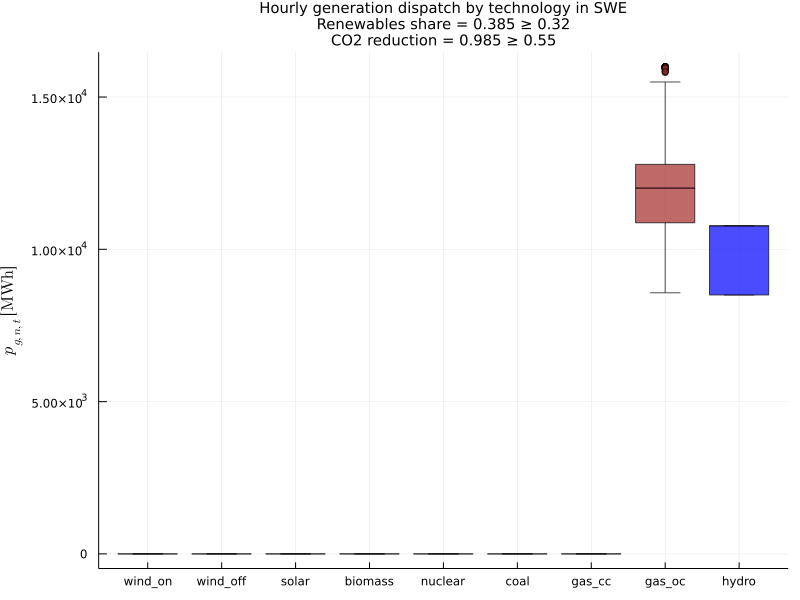 Hourly generation dispatch by technology in SWE
Renewables share = 0.385 ≥ 0.32
CO2 reduction = 0.985 ≥ 0.55
p_{g,n,t} [MWh]
1.50×10⁴
1.00×10⁴
5.00×10³
0
wind_on wind_off solar biomass nuclear coal gas_cc gas_oc hydro